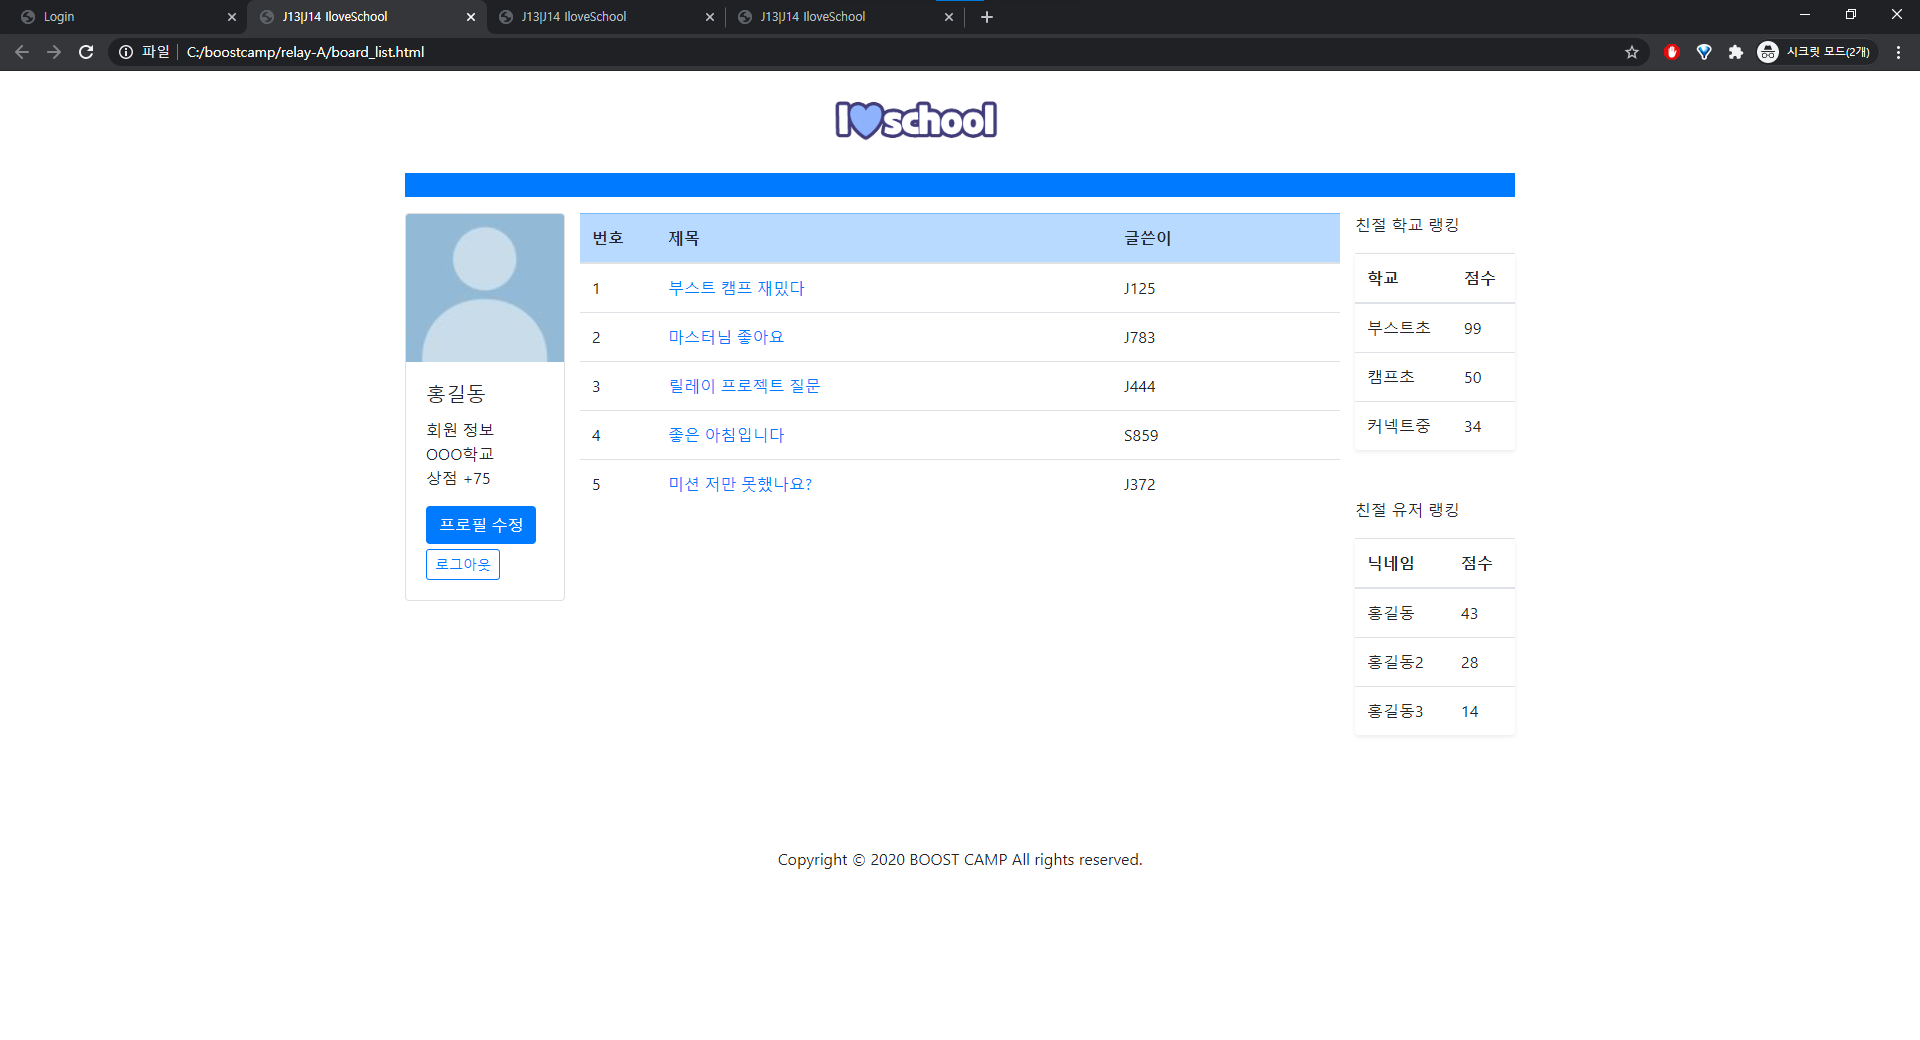 Login
J13|J14 IloveSchool
J13|J14 IloveSchool
J13|J14 IloveSchool
파일 C:/boostcamp/relay-A/board_list.html
시크릿 모드(2개)
I school
홍길동
회원 정보
OOO학교
상점 +75
프로필 수정
로그아웃
번호 제목 글쓴이
1 부스트 캠프 재밌다 J125
2 마스터님 좋아요 J783
3 릴레이 프로젝트 질문 J444
4 좋은 아침입니다 S859
5 미션 저만 못했나요? J372
친절 학교 랭킹
학교 점수
부스트초 99
캠프초 50
커넥트중 34
친절 유저 랭킹
닉네임 점수
홍길동 43
홍길동2 28
홍길동3 14
Copyright © 2020 BOOST CAMP All rights reserved.